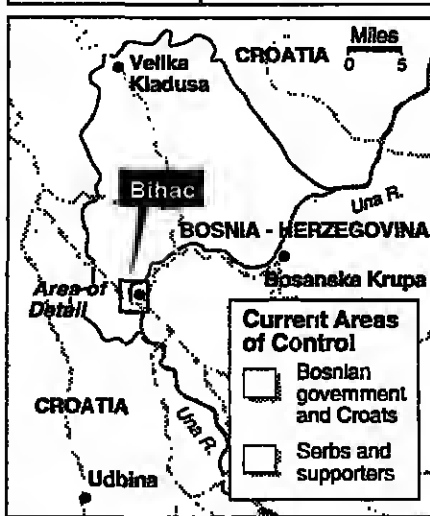 CROATIA
Miles
0 5
Velika
Kladusa
Bihac
Una R.
BOSNIA - HERZEGOVINA
Bosanska Krupa
Area of
Detail
Current Areas
of Control
Bosnian
government
and Croats
Serbs and
supporters
CROATIA
Una R.
Udbina